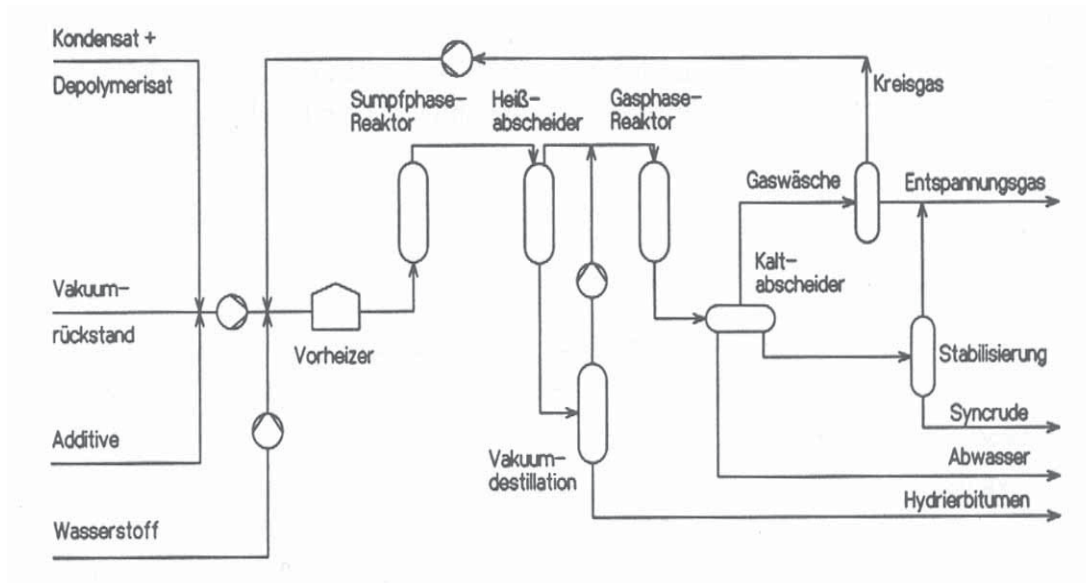 Kondensat +
Depolymerisat
Kreisgas
Sumpfphase-
Reaktor
Heiß-
abscheider
Gasphase-
Reaktor
Gaswäsche
Entspannungsgas
Kalt-
abscheider
Vakuum-
rückstand
Vorheizer
Stabilisierung
Syncrude
Additive
Vakuum-
destillation
Abwasser
Hydrierbitumen
Wasserstoff